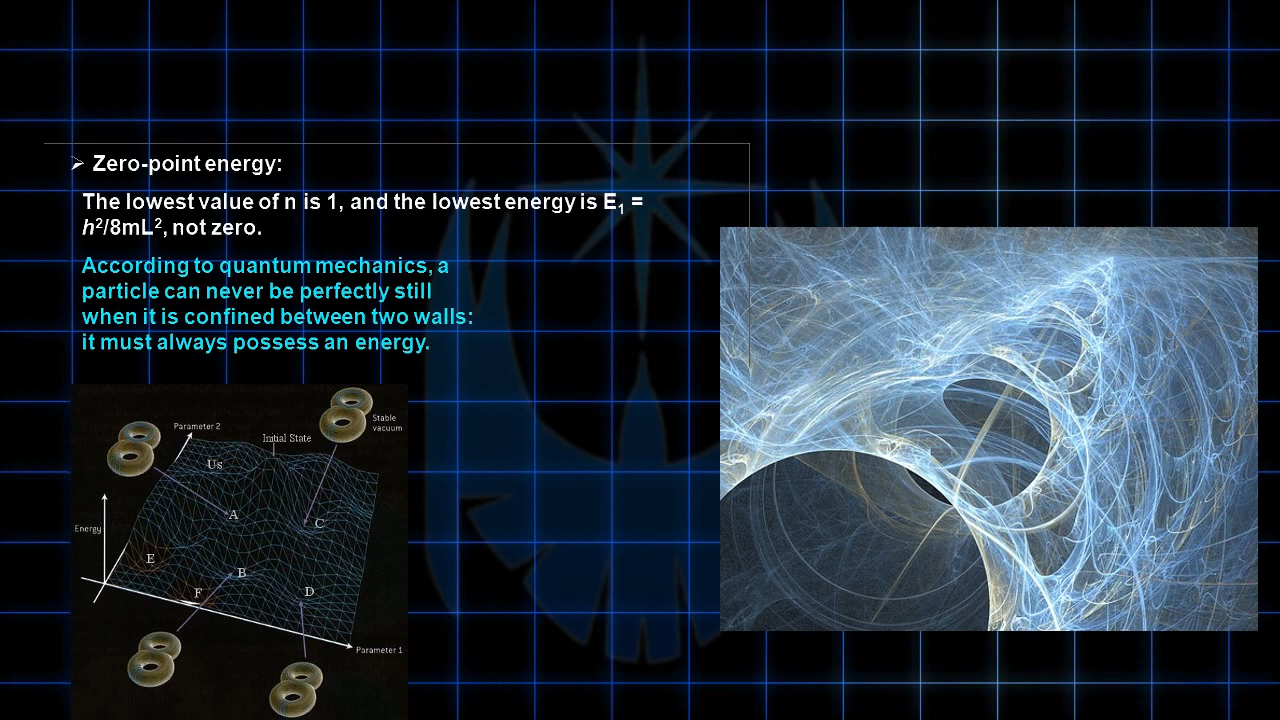 Zero-point energy:
The lowest value of n is 1, and the lowest energy is E₁ =
h²/8mL², not zero.
According to quantum mechanics, a
particle can never be perfectly still
when it is confined between two walls:
it must always possess an energy.
Stable
vacuum
Parameter 2
Initial State
Us
A
C
Energy
E
B
F
D
Parameter 1